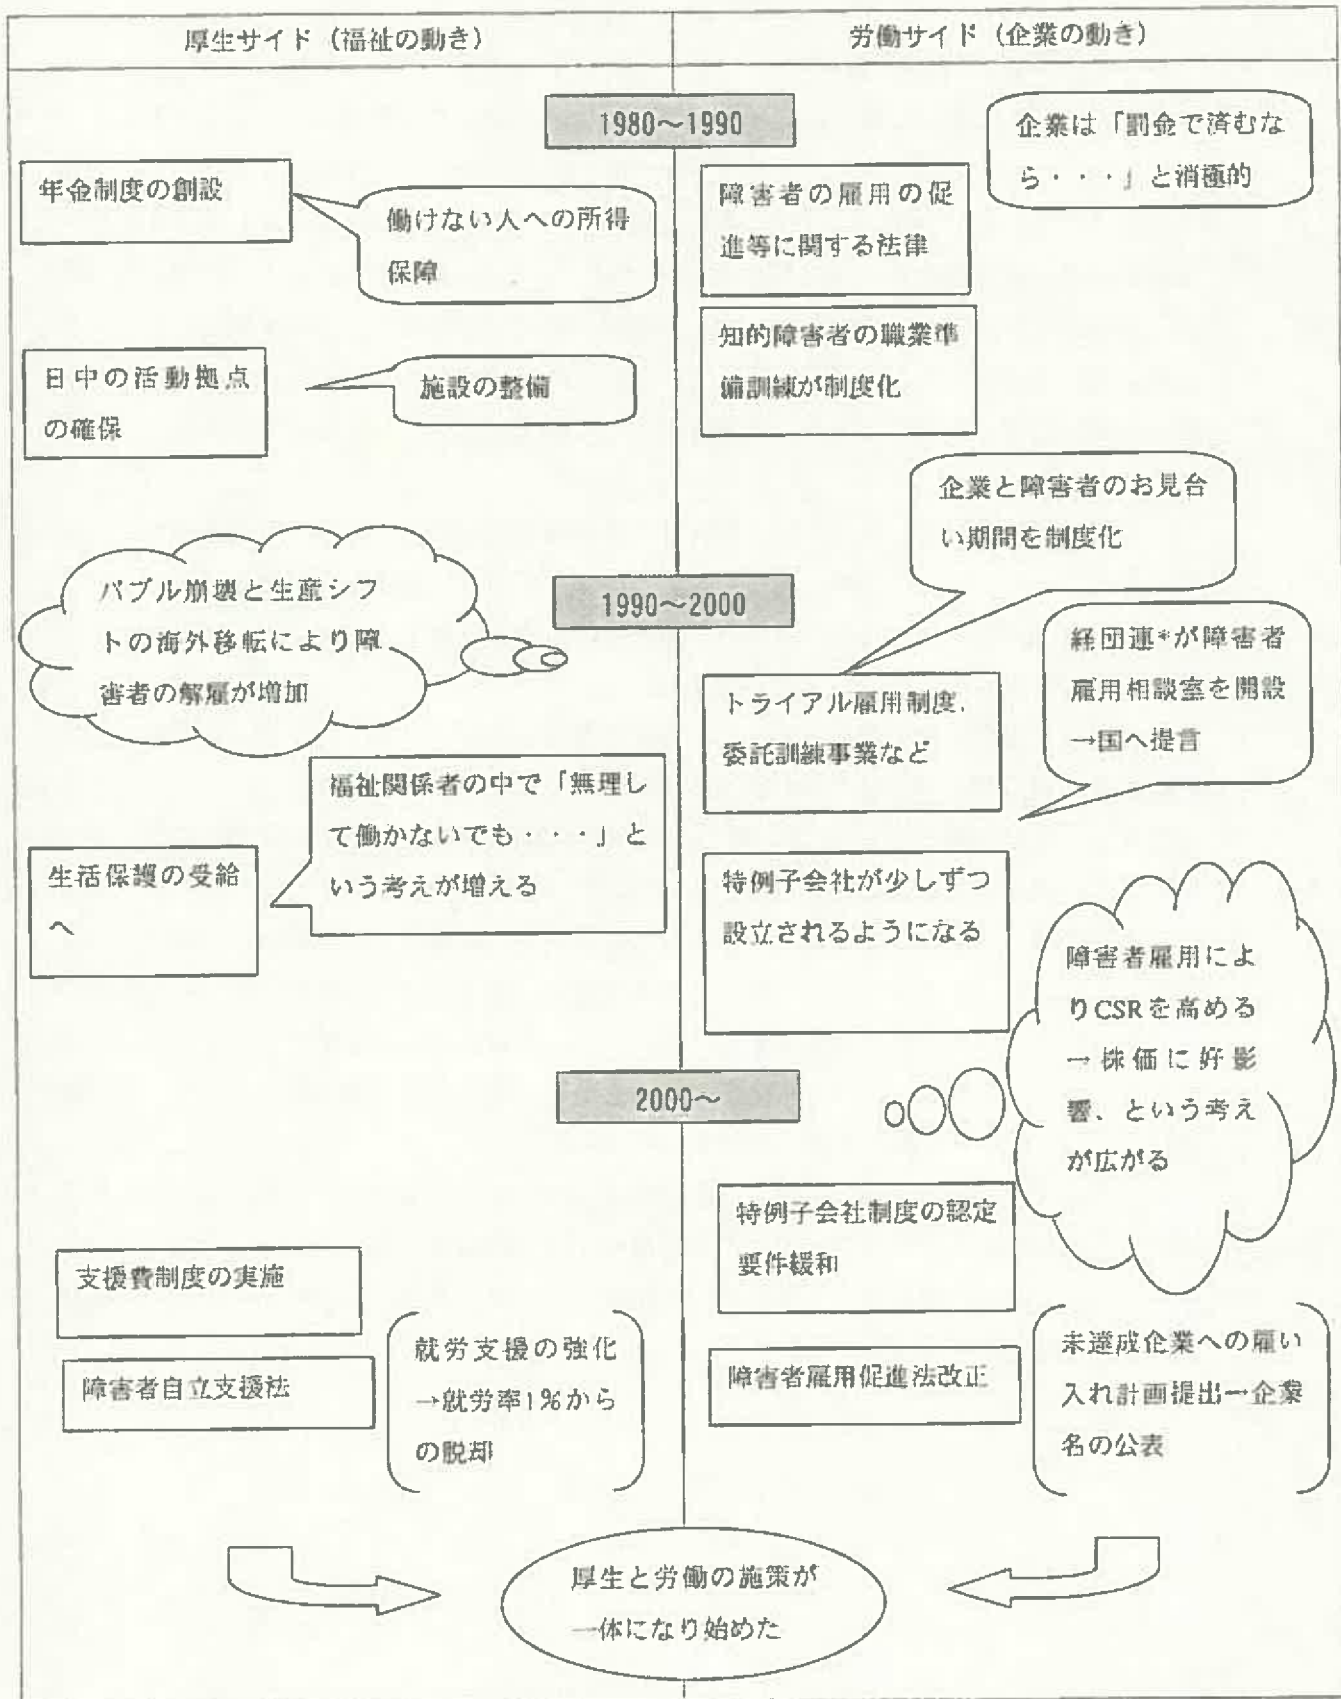 厚生サイド（福祉の動き）
労働サイド（企業の動き）
1980～1990
企業は「罰金で済むな
ら・・・」と消極的
年金制度の創設
働けない人への所得
保障
障害者の雇用の促
進等に関する法律
日中の活動拠点
の確保
施設の整備
知的障害者の職業準
備訓練が制度化
企業と障害者のお見合
い期間を制度化
バブル崩壊と生産シフ
トの海外移転により障
害者の解雇が増加
1990～2000
経団連*が障害者
雇用相談室を開設
→国へ提言
トライアル雇用制度、
委託訓練事業など
福祉関係者の中で「無理し
て働かないでも・・・」と
いう考えが増える
生活保護の受給
へ
特例子会社が少しずつ
設立されるようになる
障害者雇用によ
りCSRを高める
→株価に好影
響、という考え
が広がる
2000～
特例子会社制度の認定
要件緩和
支援費制度の実施
障害者自立支援法
就労支援の強化
→就労率1％から
の脱却
障害者雇用促進法改正
未達成企業への雇い
入れ計画提出→企業
名の公表
厚生と労働の施策が
一体になり始めた